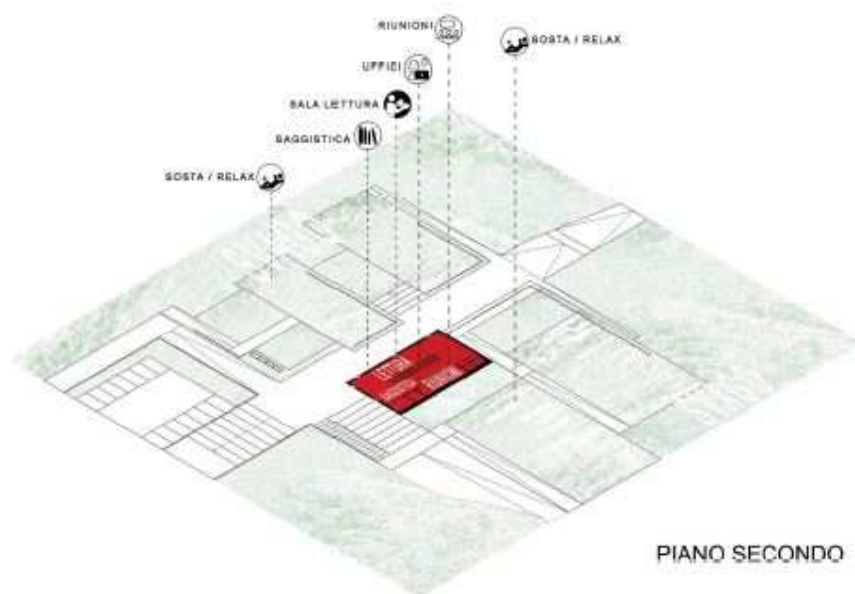 RIUNIONI
SOSTA / RELAX
UFFICI
SALA LETTURA
SAGGISTICA
SOSTA / RELAX
LETTURA
RIUNIONI
PIANO SECONDO